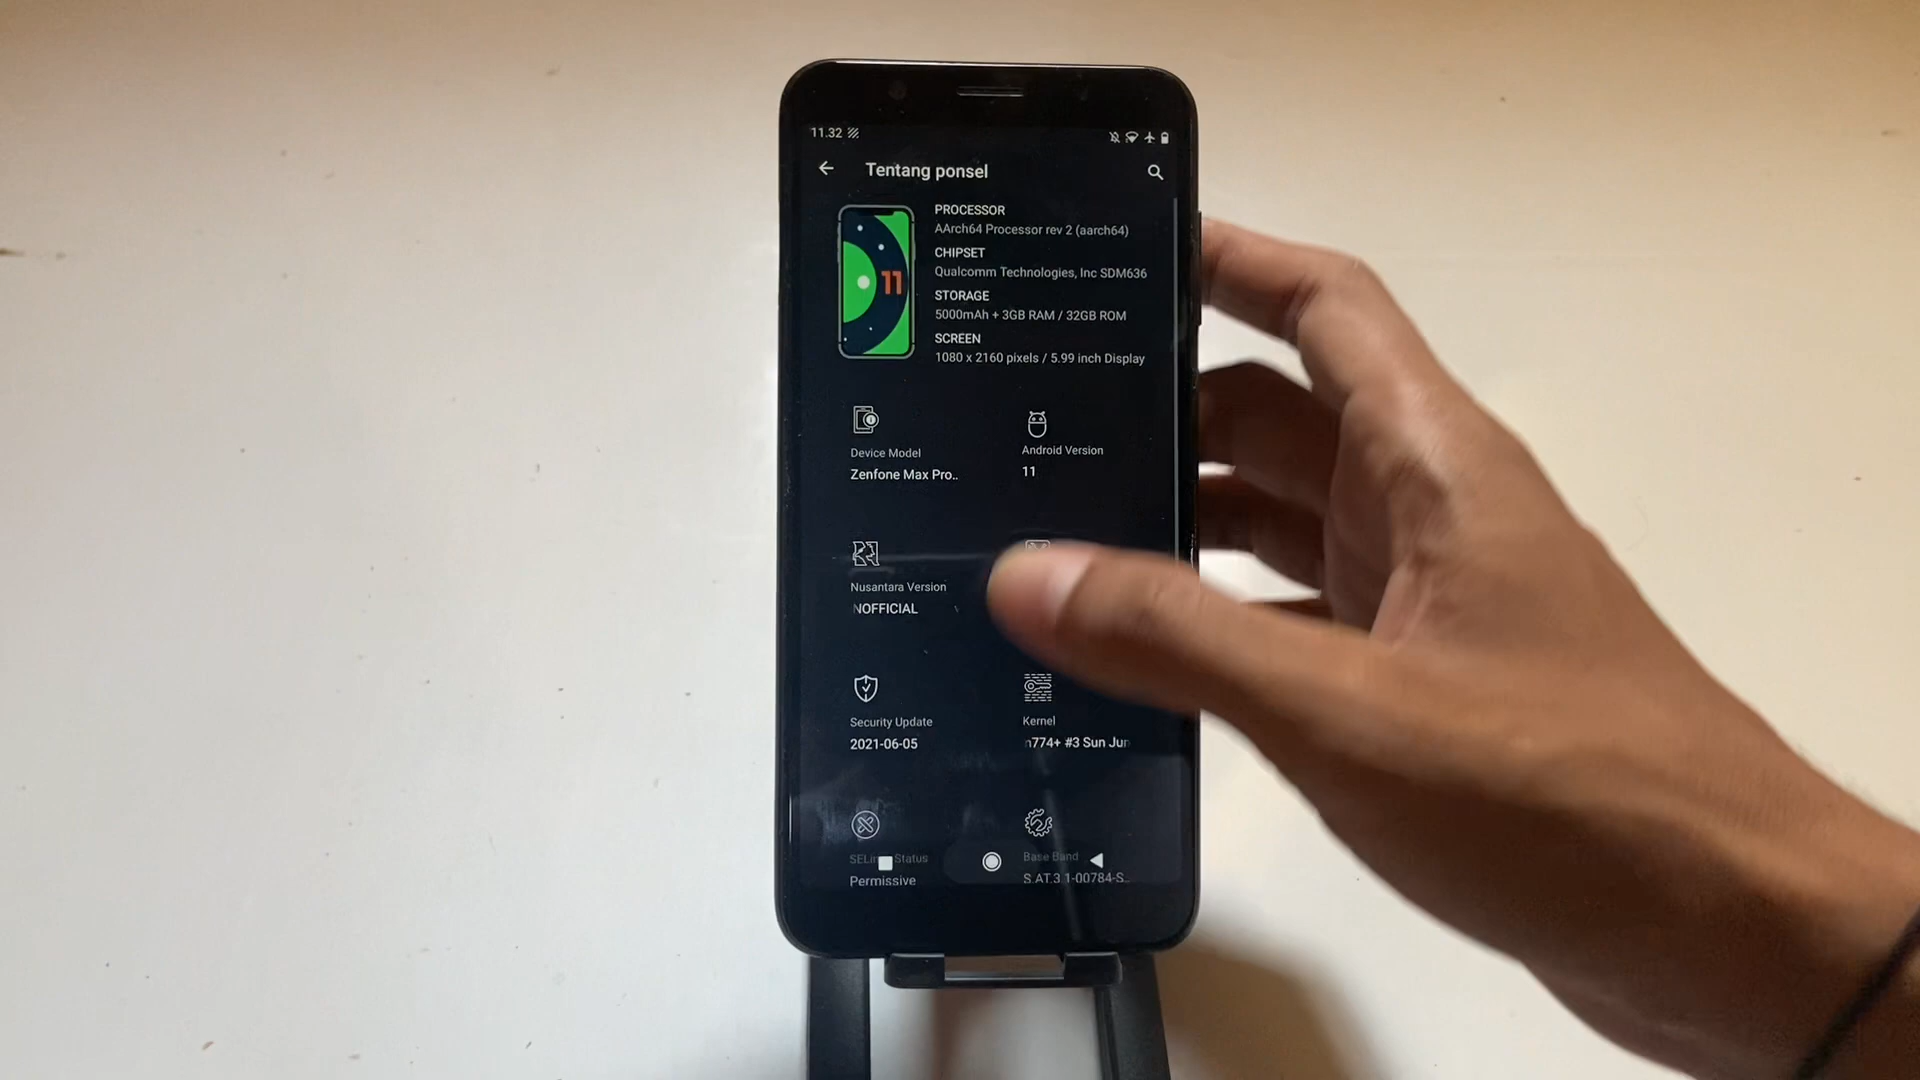 11.32
Tentang ponsel
PROCESSOR
AArch64 Processor rev 2 (aarch64)
CHIPSET
Qualcomm Technologies, Inc SDM636
STORAGE
5000mAh + 3GB RAM / 32GB ROM
SCREEN
1080 x 2160 pixels / 5.99 inch Display
11
Device Model
Zenfone Max Pro..
Android Version
11
Nusantara Version
NOFFICIAL
Security Update
2021-06-05
Kernel
n774+ #3 Sun Jun
Status
Permissive
Base Band
S.AT.3.1-00784-S..